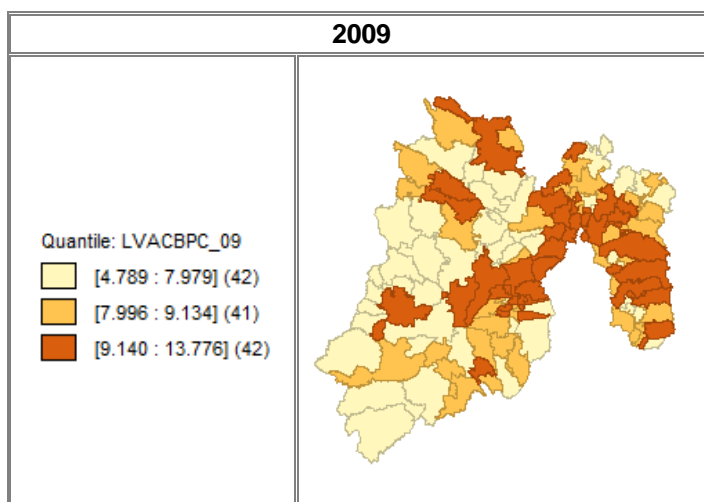 2009
Quantile: LVACBPC_09
[4.789 : 7.979] (42)
[7.996 : 9.134] (41)
[9.140 : 13.776] (42)